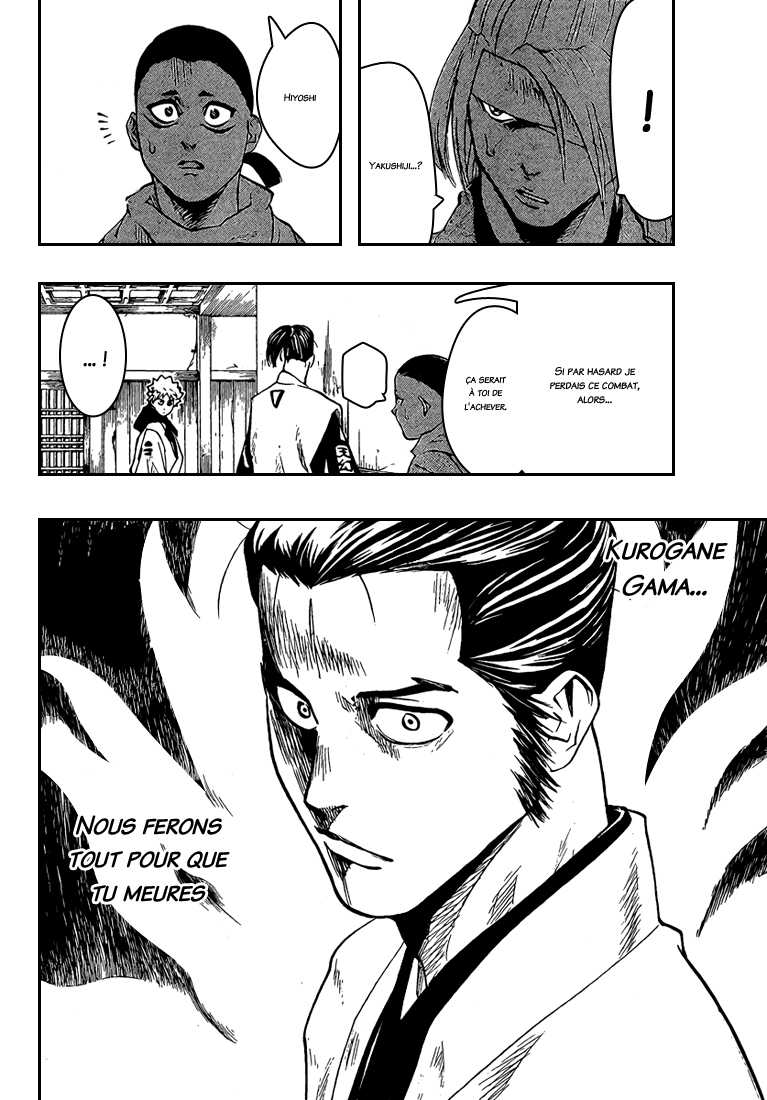 !
Yakushiji...?
Hiyoshi
Si par hasard je
perdais ce combat,
alors...
ça serait
à toi de
l'achever.
... !
Kurogane
Gama...
Nous ferons
tout pour que
tu meures